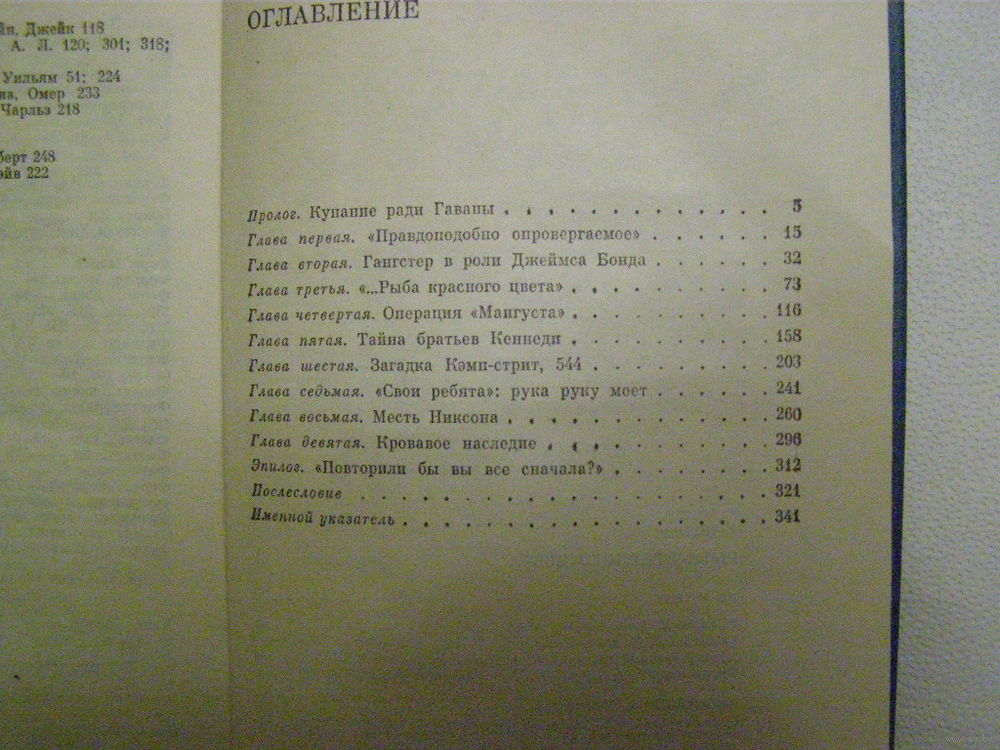 Джейк 118
А. Л. 120; 301; 318;
Уильям 51; 224
Омер 233
Чарльз 218
берт 248
222
ОГЛАВЛЕНИЕ
Пролог. Купание ради Гаваны . . . . . . . . . . . . 5
Глава первая. «Правдоподобно опровергаемое» . . . . . . 15
Глава вторая. Гангстер в роли Джеймса Бонда . . . . . . 32
Глава третья. «...Рыба красного цвета» . . . . . . . . . . 73
Глава четвертая. Операция «Мангуста» . . . . . . . . . . 116
Глава пятая. Тайна братьев Кеннеди . . . . . . . . . . 158
Глава шестая. Загадка Кэмп-стрит, 544 . . . . . . . . . 203
Глава седьмая. «Свои ребята»: рука руку моет . . . . . . 241
Глава восьмая. Месть Никсона . . . . . . . . . . . . . 260
Глава девятая. Кровавое наследие . . . . . . . . . . . 296
Эпилог. «Повторили бы вы все сначала?» . . . . . . . . 312
Послесловие . . . . . . . . . . . . . . . . . . . 321
Именной указатель . . . . . . . . . . . . . . . . . 341